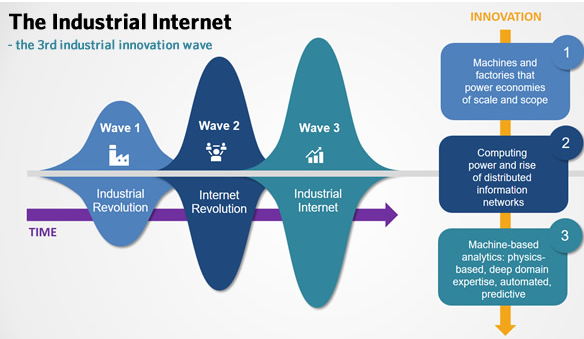 The Industrial Internet
- the 3rd industrial innovation wave
Wave 1
Industrial
Revolution
Wave 2
Internet
Revolution
Wave 3
Industrial
Internet
TIME
INNOVATION
1
Machines and
factories that
power economies
of scale and scope
2
Computing
power and rise
of distributed
information
networks
3
Machine-based
analytics: physics-
based, deep domain
expertise, automated,
predictive